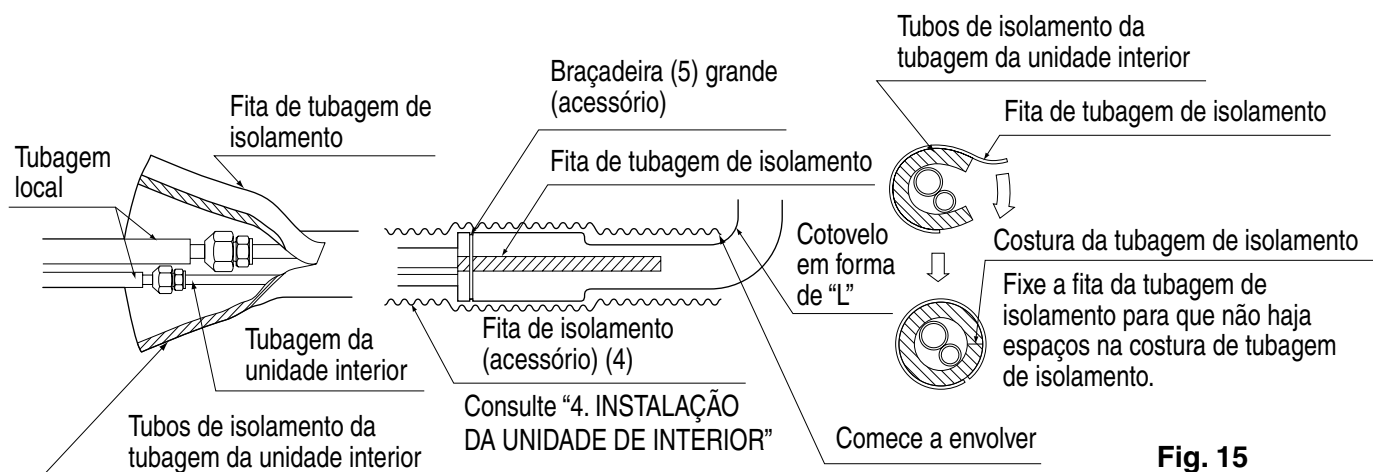 Tubagem
local
Fita de tubagem de
isolamento
Braçadeira (5) grande
(acessório)
Fita de tubagem de isolamento
Tubos de isolamento da
tubagem da unidade interior
Fita de tubagem de isolamento
Cotovelo
em forma
de “L”
Costura da tubagem de isolamento
Fixe a fita da tubagem de
isolamento para que não haja
espaços na costura de tubagem
de isolamento.
Tubagem da
unidade interior
Fita de isolamento
(acessório) (4)
Consulte “4. INSTALAÇÃO
DA UNIDADE DE INTERIOR”
Tubos de isolamento da
tubagem da unidade interior
Comece a envolver
Fig. 15